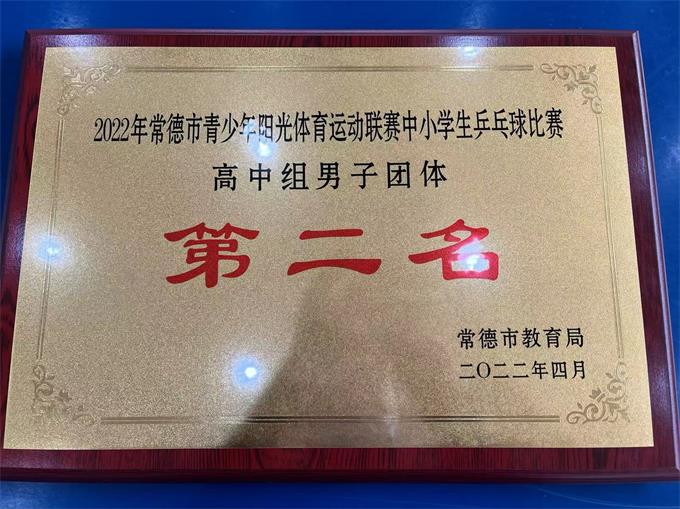 2022年常德市青少年阳光体育运动联赛中小学生乒乓球比赛
高中组男子团体
第二名
常德市教育局
二〇二二年四月